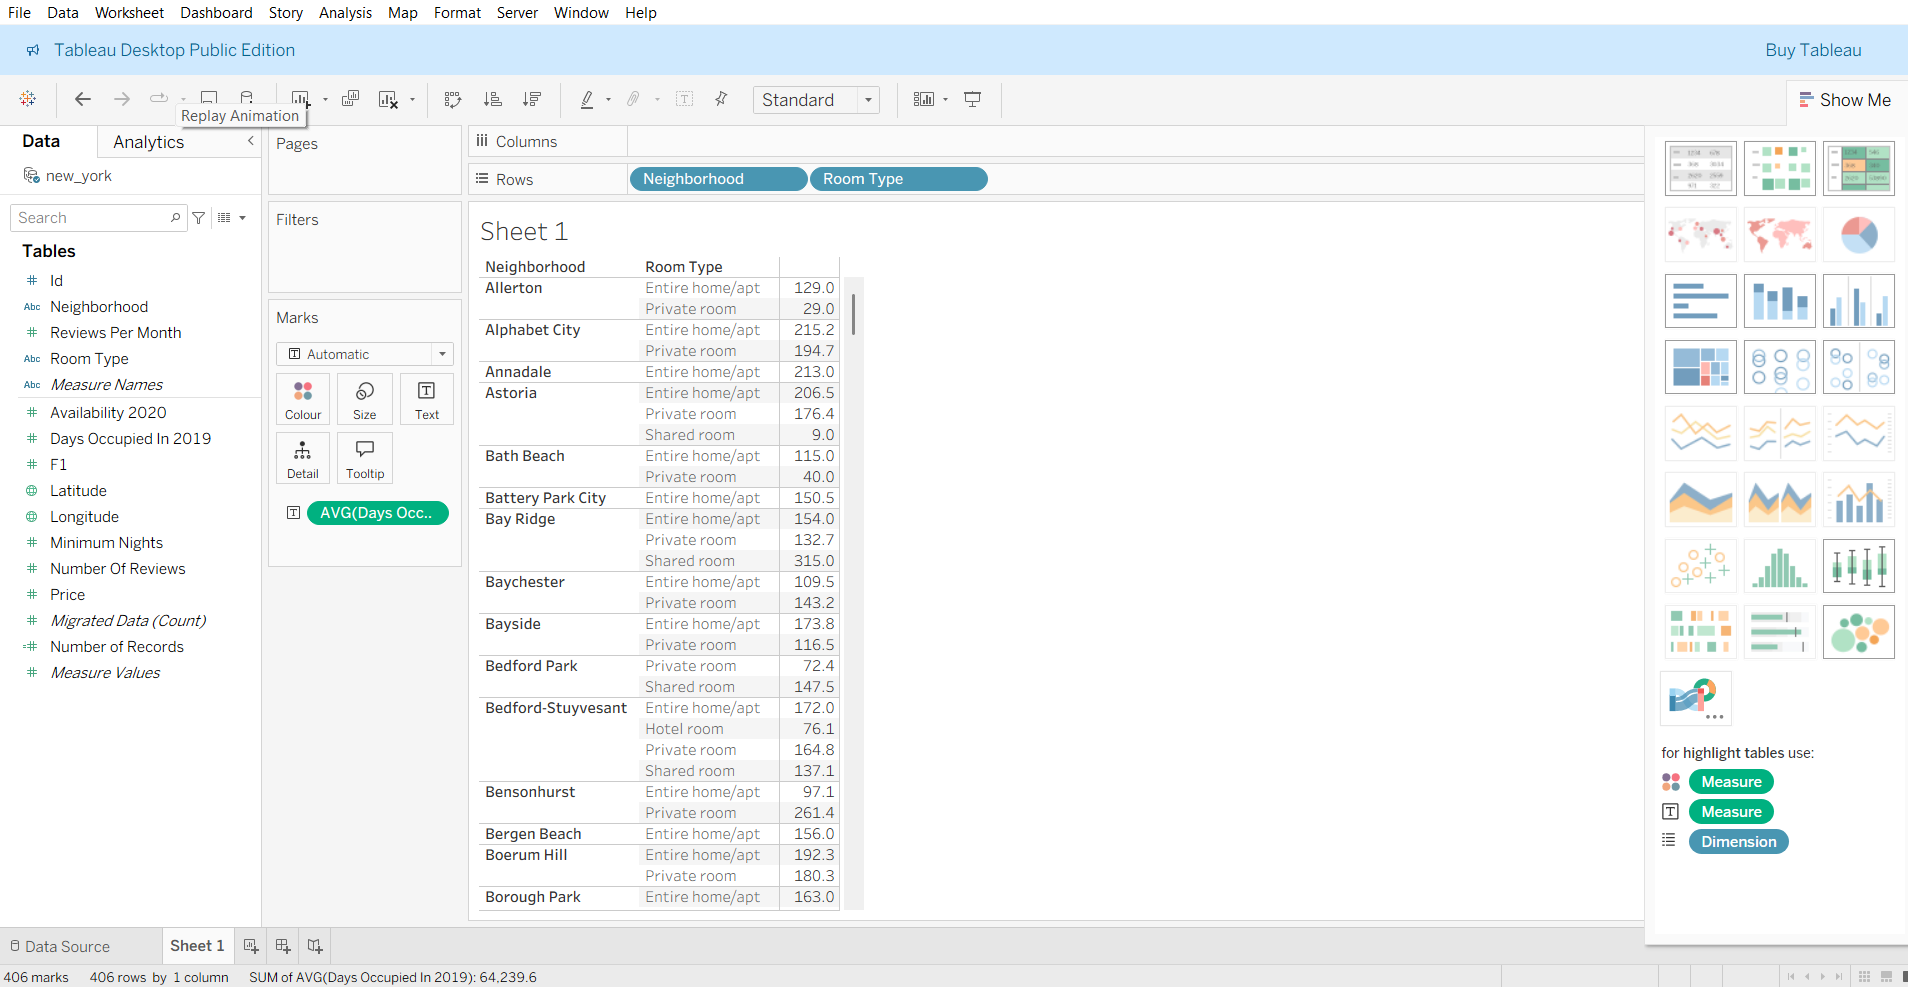 File Data Worksheet Dashboard Story Analysis Map Format Server Window Help
Tableau Desktop Public Edition Buy Tableau
Standard Show Me
Replay Animation
Data Analytics
new_york
Search
Tables
# Id
Abc Neighborhood
# Reviews Per Month
Abc Room Type
Abc Measure Names
# Availability 2020
# Days Occupied In 2019
# F1
Latitude
Longitude
# Minimum Nights
# Number Of Reviews
# Price
# Migrated Data (Count)
=# Number of Records
# Measure Values
Pages
Filters
Marks
Automatic
Colour Size Text
Detail Tooltip
AVG(Days Occ..
Columns
Rows Neighborhood Room Type
Sheet 1
Neighborhood Room Type
Allerton Entire home/apt 129.0
Private room 29.0
Alphabet City Entire home/apt 215.2
Private room 194.7
Annadale Entire home/apt 213.0
Astoria Entire home/apt 206.5
Private room 176.4
Shared room 9.0
Bath Beach Entire home/apt 115.0
Private room 40.0
Battery Park City Entire home/apt 150.5
Bay Ridge Entire home/apt 154.0
Private room 132.7
Shared room 315.0
Baychester Entire home/apt 109.5
Private room 143.2
Bayside Entire home/apt 173.8
Private room 116.5
Bedford Park Private room 72.4
Shared room 147.5
Bedford-Stuyvesant Entire home/apt 172.0
Hotel room 76.1
Private room 164.8
Shared room 137.1
Bensonhurst Entire home/apt 97.1
Private room 261.4
Bergen Beach Entire home/apt 156.0
Boerum Hill Entire home/apt 192.3
Private room 180.3
Borough Park Entire home/apt 163.0
for highlight tables use:
Measure
T Measure
Dimension
Data Source Sheet 1
406 marks 406 rows by 1 column SUM of AVG(Days Occupied In 2019): 64,239.6